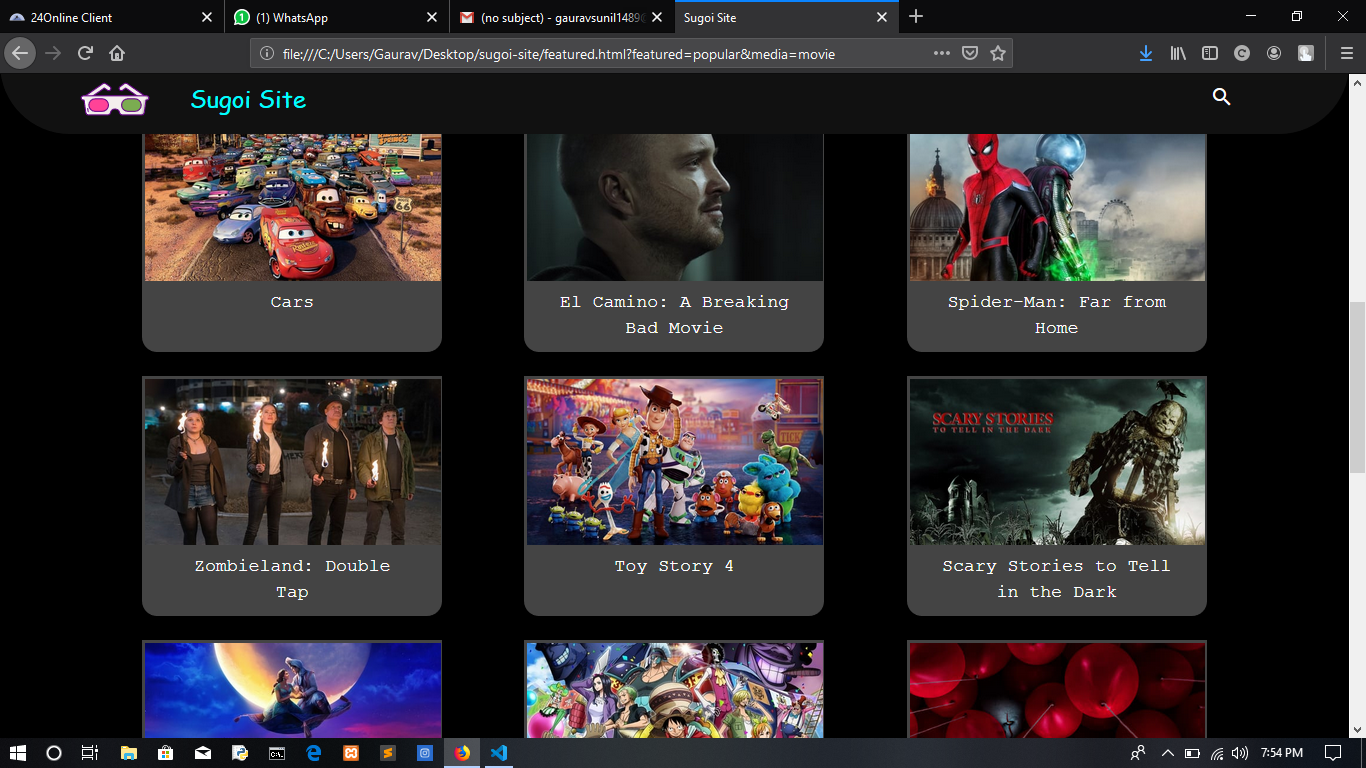 24Online Client
(1) WhatsApp
(no subject) - gauravsunil1489@
Sugoi Site
file:///C:/Users/Gaurav/Desktop/sugoi-site/featured.html?featured=popular&media=movie
Sugoi Site
66
Cars
El Camino: A Breaking
Bad Movie
Spider-Man: Far from
Home
SCARY STORIES
TO TELL IN THE DARK
Zombieland: Double
Tap
Toy Story 4
Scary Stories to Tell
in the Dark
7:54 PM